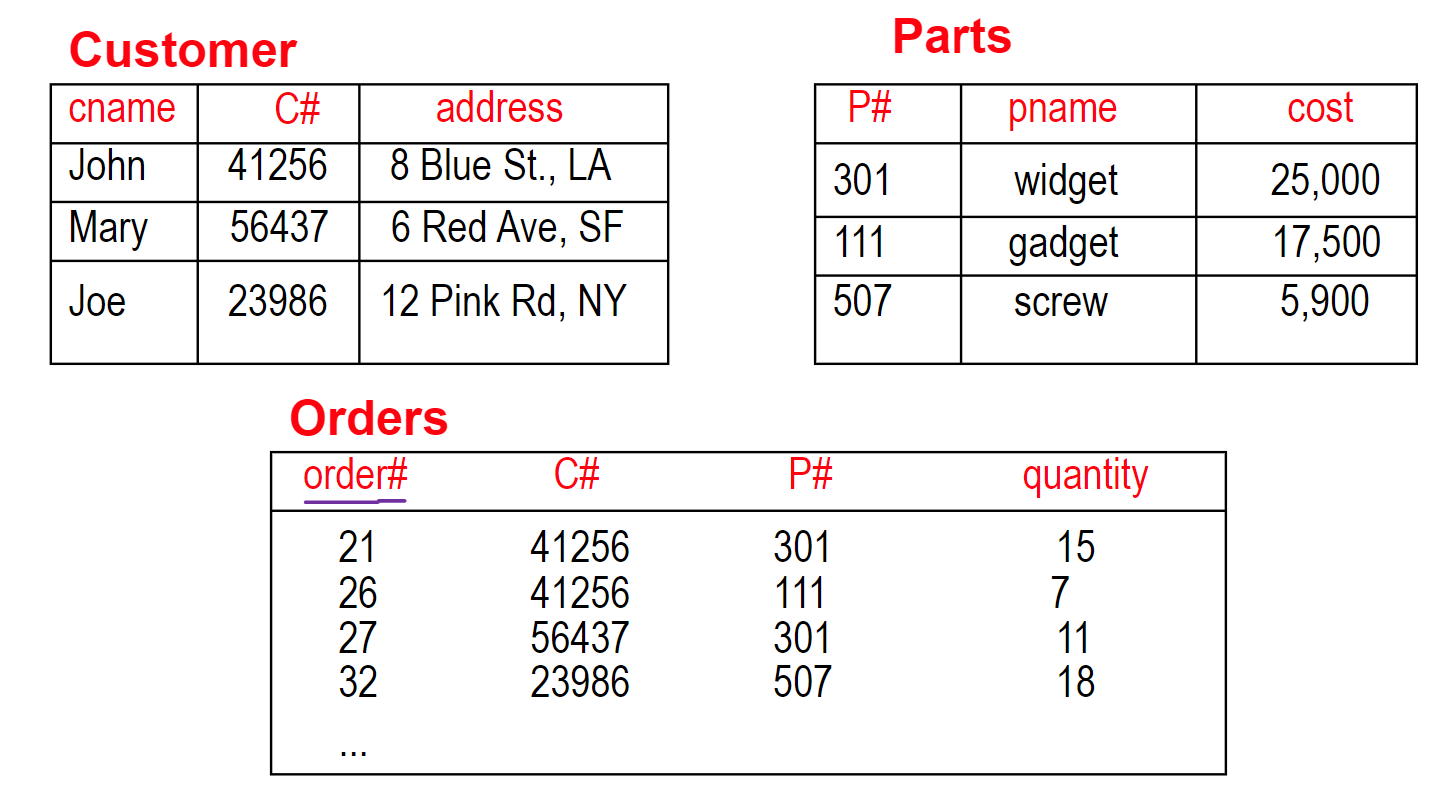 Customer
cname C# address
John 41256 8 Blue St., LA
Mary 56437 6 Red Ave, SF
Joe 23986 12 Pink Rd, NY
Parts
P# pname cost
301 widget 25,000
111 gadget 17,500
507 screw 5,900
Orders
order# C# P# quantity
21 41256 301 15
26 41256 111 7
27 56437 301 11
32 23986 507 18
...